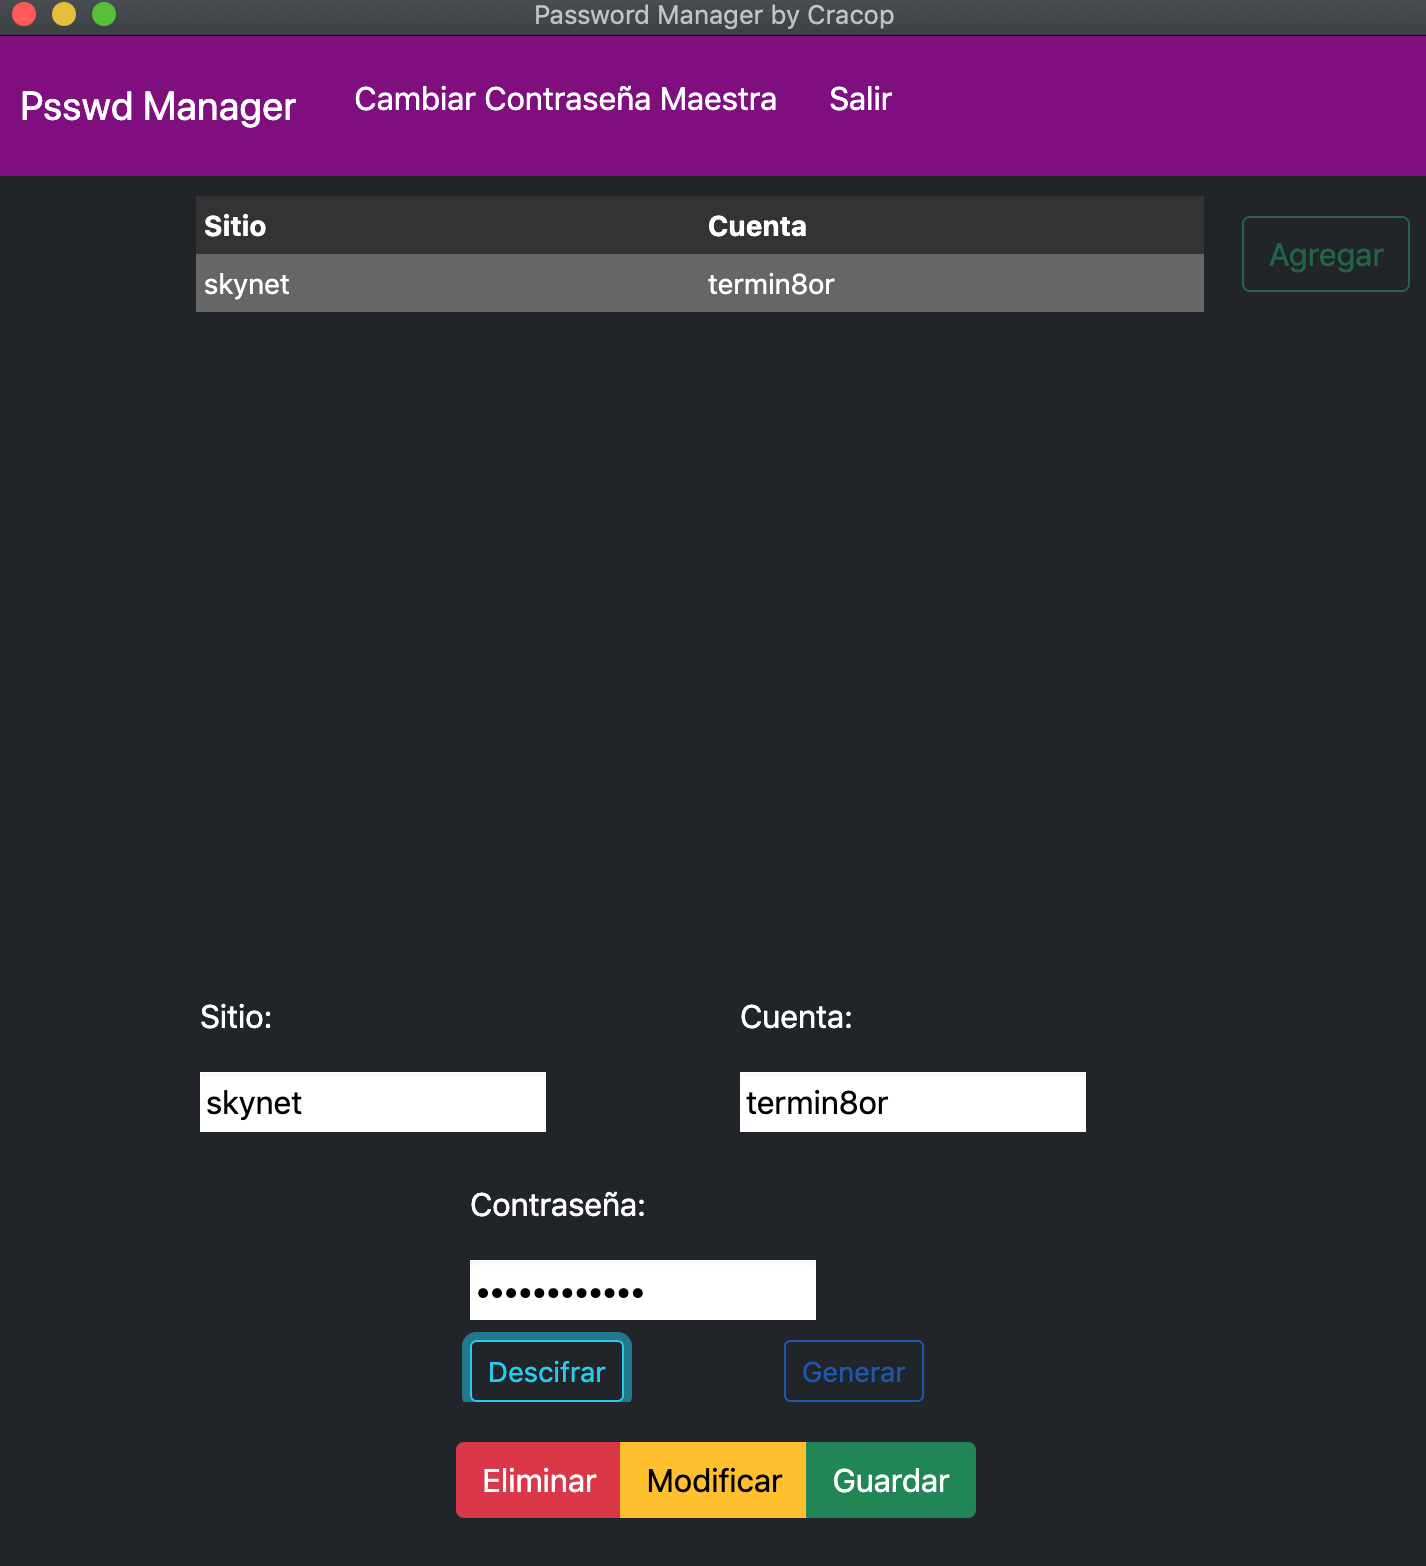 Password Manager by Cracop
Psswd Manager Cambiar Contraseña Maestra Salir
Sitio Cuenta Agregar
skynet termin8or
Sitio: Cuenta:
skynet termin8or
Contraseña:
••••••••••••
Descifrar Generar
Eliminar Modificar Guardar